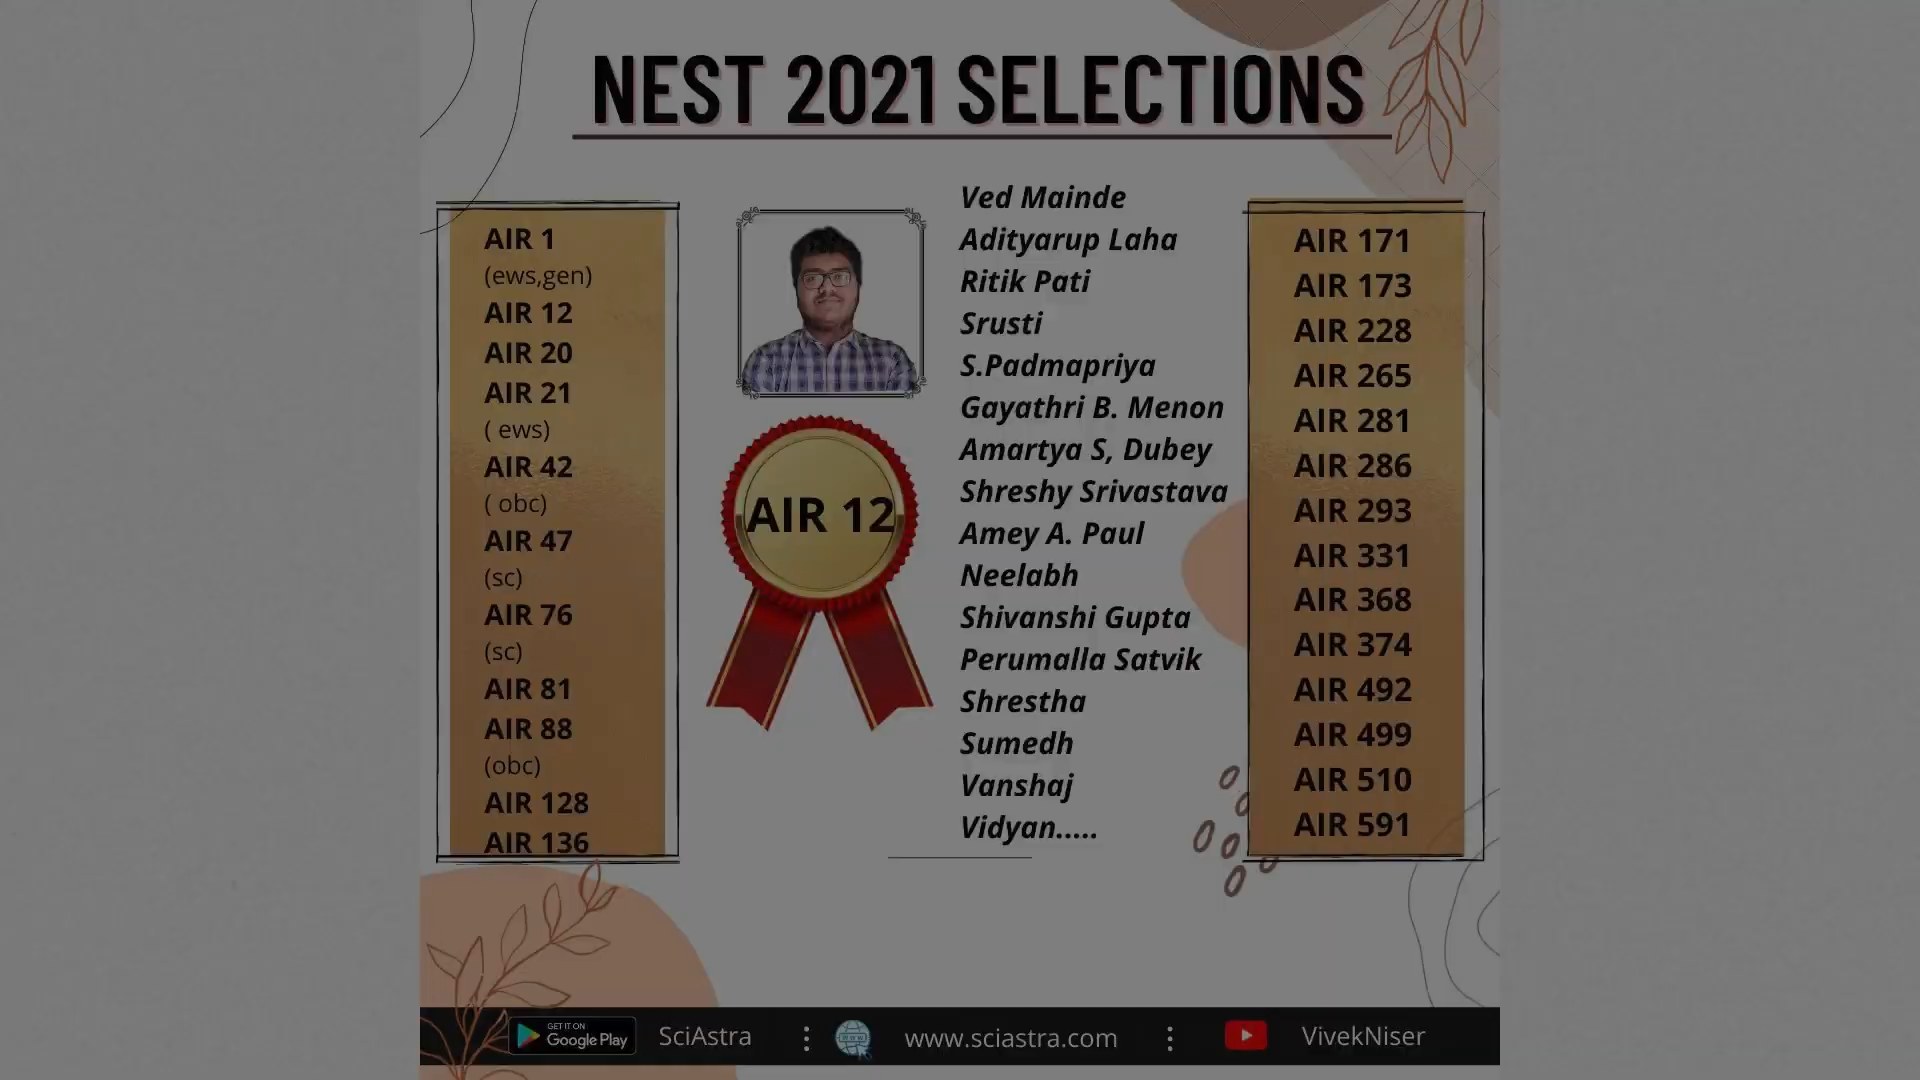 NEST 2021 SELECTIONS
AIR 1
(ews,gen)
AIR 12
AIR 20
AIR 21
( ews)
AIR 42
( obc)
AIR 47
(sc)
AIR 76
(sc)
AIR 81
AIR 88
(obc)
AIR 128
AIR 136
AIR 12
Ved Mainde
Adityarup Laha
Ritik Pati
Srusti
S.Padmapriya
Gayathri B. Menon
Amartya S, Dubey
Shreshy Srivastava
Amey A. Paul
Neelabh
Shivanshi Gupta
Perumalla Satvik
Shrestha
Sumedh
Vanshaj
Vidyan.....
AIR 171
AIR 173
AIR 228
AIR 265
AIR 281
AIR 286
AIR 293
AIR 331
AIR 368
AIR 374
AIR 492
AIR 499
AIR 510
AIR 591
GET IT ON
Google Play
SciAstra
www
www.sciastra.com
VivekNiser